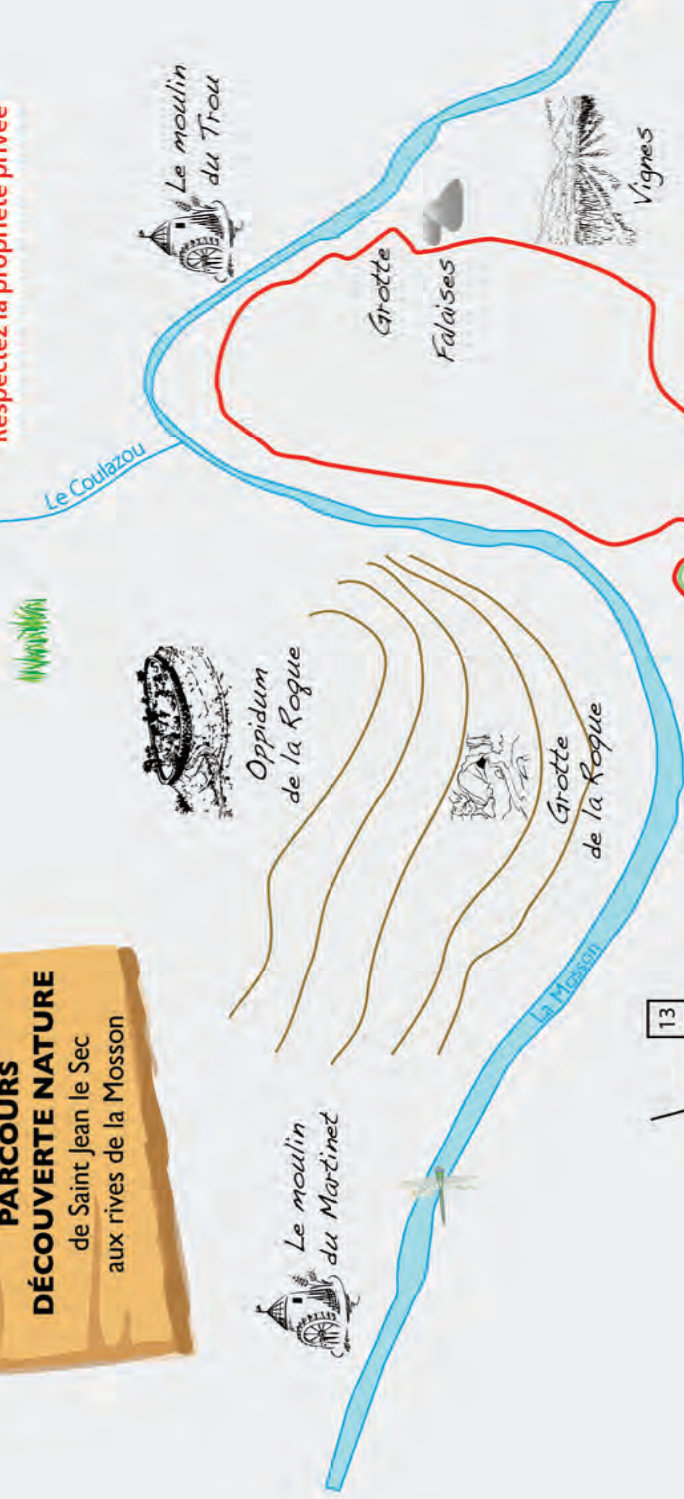 PARCOURS
DÉCOUVERTE NATURE
de Saint Jean le Sec
aux rives de la Mosson
Respectez la propriété privée
Le Coulazou
Le moulin
du Trou
Oppidum
de la Roque
Le moulin
du Martinet
Grotte
Falaises
Grotte
de la Roque
La Mosson
Vignes
13